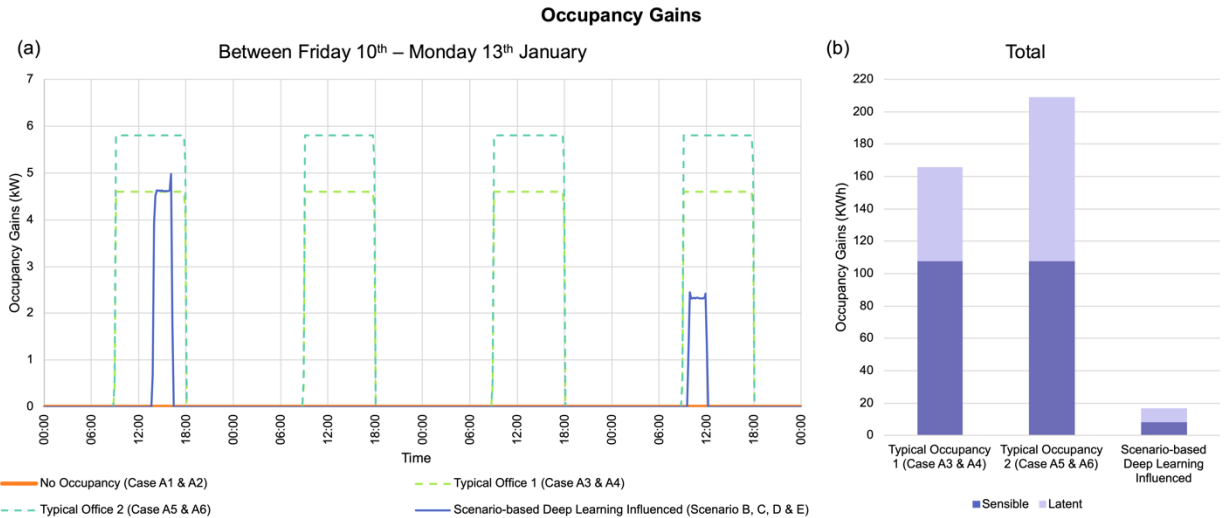 Occupancy Gains
(a)
Between Friday 10th – Monday 13th January
7
6
5
4
3
2
1
0
Occupancy Gains (kW)
00:00
06:00
12:00
18:00
00:00
06:00
12:00
18:00
00:00
06:00
12:00
18:00
00:00
06:00
12:00
18:00
00:00
Time
No Occupancy (Case A1 & A2)
Typical Office 1 (Case A3 & A4)
Typical Office 2 (Case A5 & A6)
Scenario-based Deep Learning Influenced (Scenario B, C, D & E)
(b)
Total
220
200
180
160
140
120
100
80
60
40
20
0
Occupancy Gains (KWh)
Typical Occupancy
1 (Case A3 & A4)
Typical Occupancy
2 (Case A5 & A6)
Scenario-based
Deep Learning
Influenced
Sensible
Latent